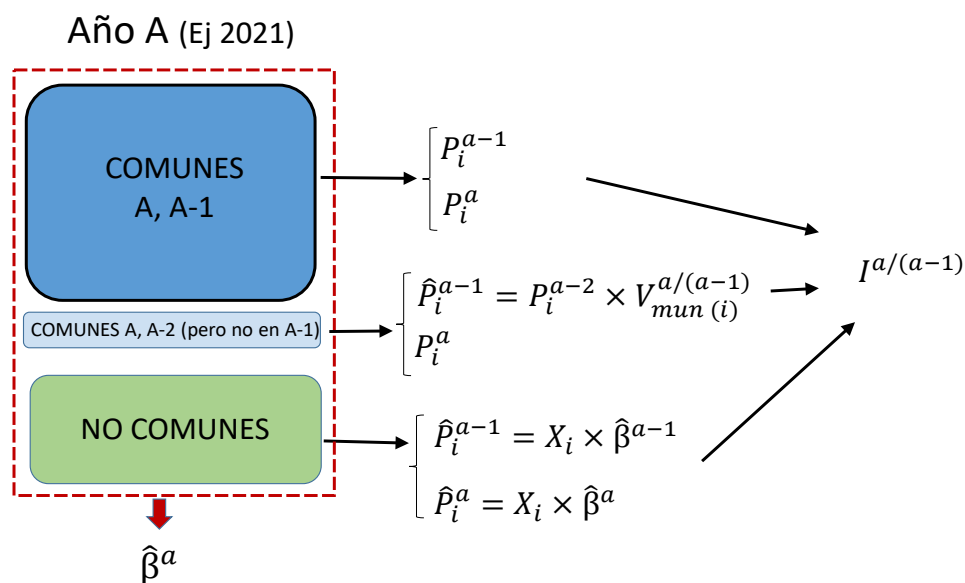 Año A (Ej 2021)
COMUNES
A, A-1
P_i^{a-1}
P_i^a
I^{a/(a-1)}
COMUNES A, A-2 (pero no en A-1)
P̂_i^{a-1} = P_i^{a-2} × V_{mun (i)}^{a/(a-1)}
P_i^a
NO COMUNES
P̂_i^{a-1} = X_i × β̂^{a-1}
P̂_i^a = X_i × β̂^a
β̂^a